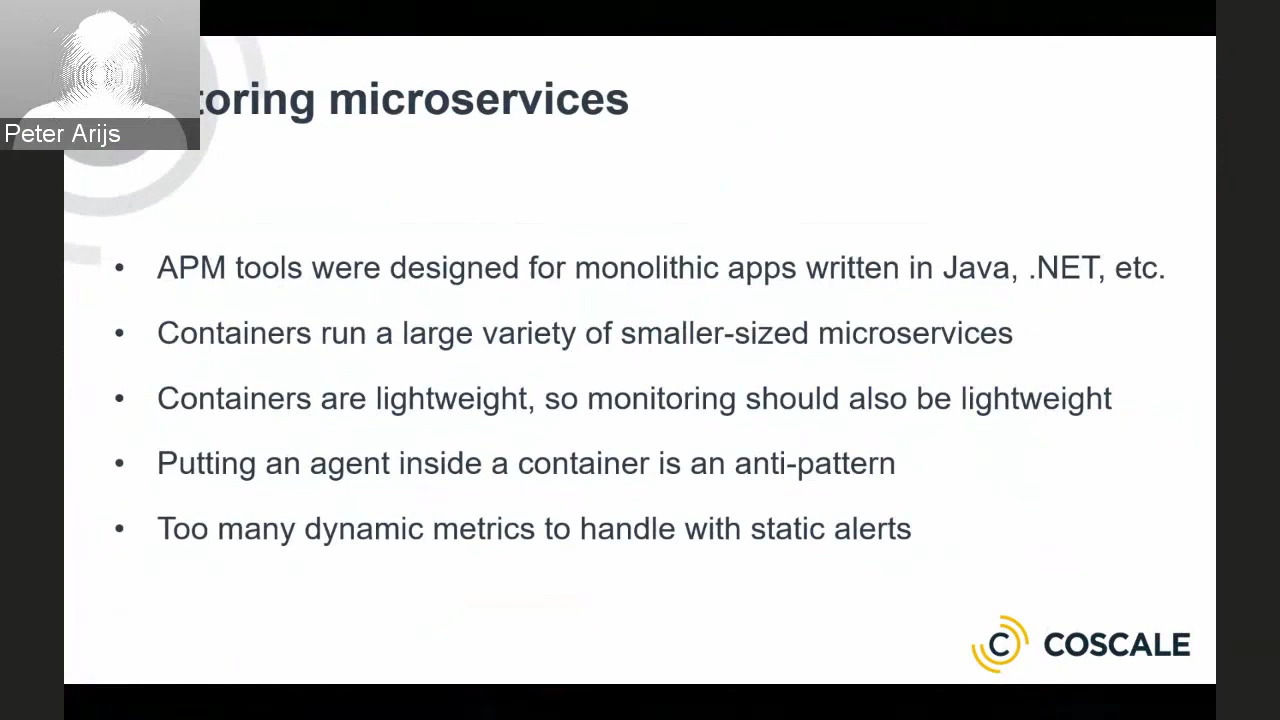 toring microservices
Peter Arijs
• APM tools were designed for monolithic apps written in Java, .NET, etc.
• Containers run a large variety of smaller-sized microservices
• Containers are lightweight, so monitoring should also be lightweight
• Putting an agent inside a container is an anti-pattern
• Too many dynamic metrics to handle with static alerts
C COSCALE